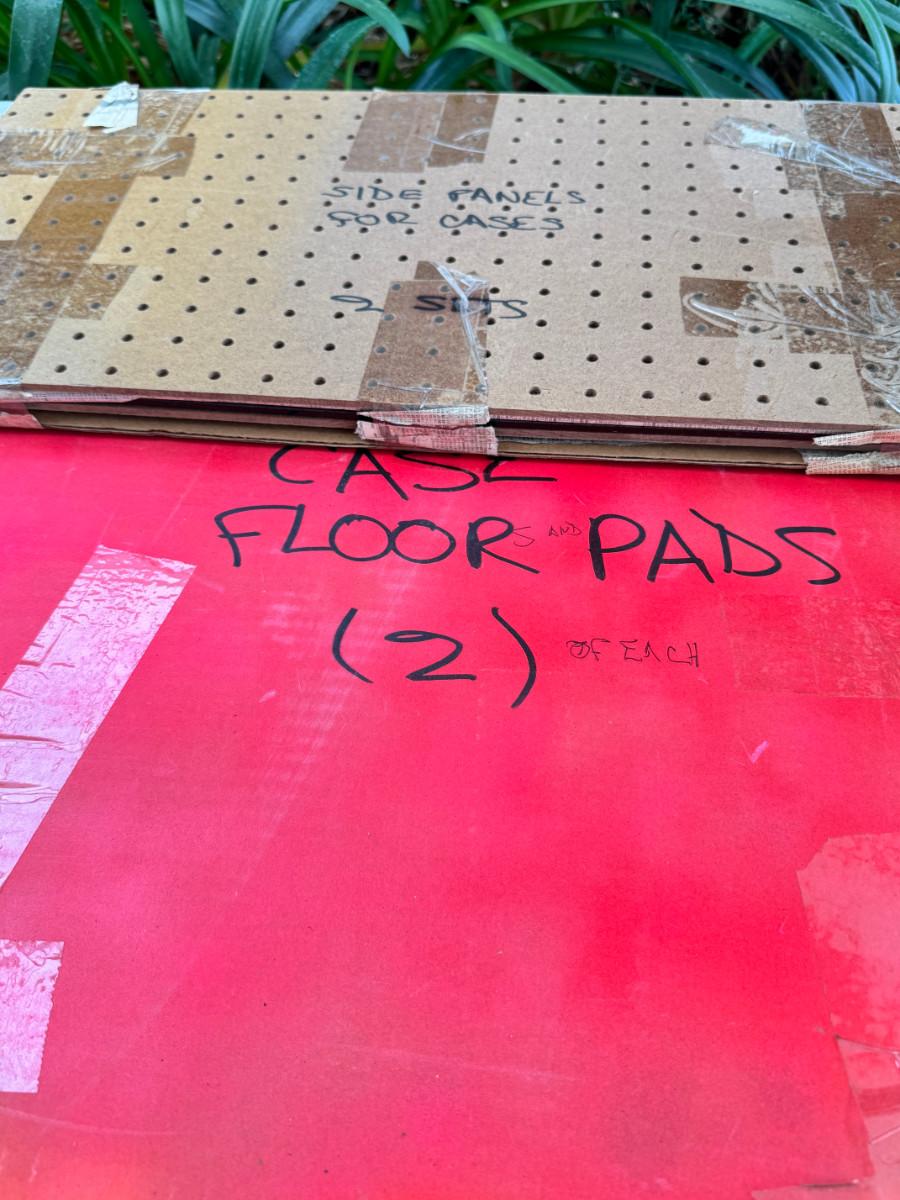 SIDE PANELS
FOR CASES
2 SETS
CASE
FLOORS AND PADS
(2) OF EACH